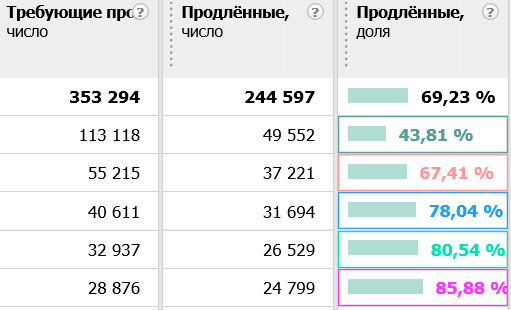 Требующие про ? Продлённые, ? Продлённые, ?
число число доля
353 294 244 597 69,23 %
113 118 49 552 43,81 %
55 215 37 221 67,41 %
40 611 31 694 78,04 %
32 937 26 529 80,54 %
28 876 24 799 85,88 %